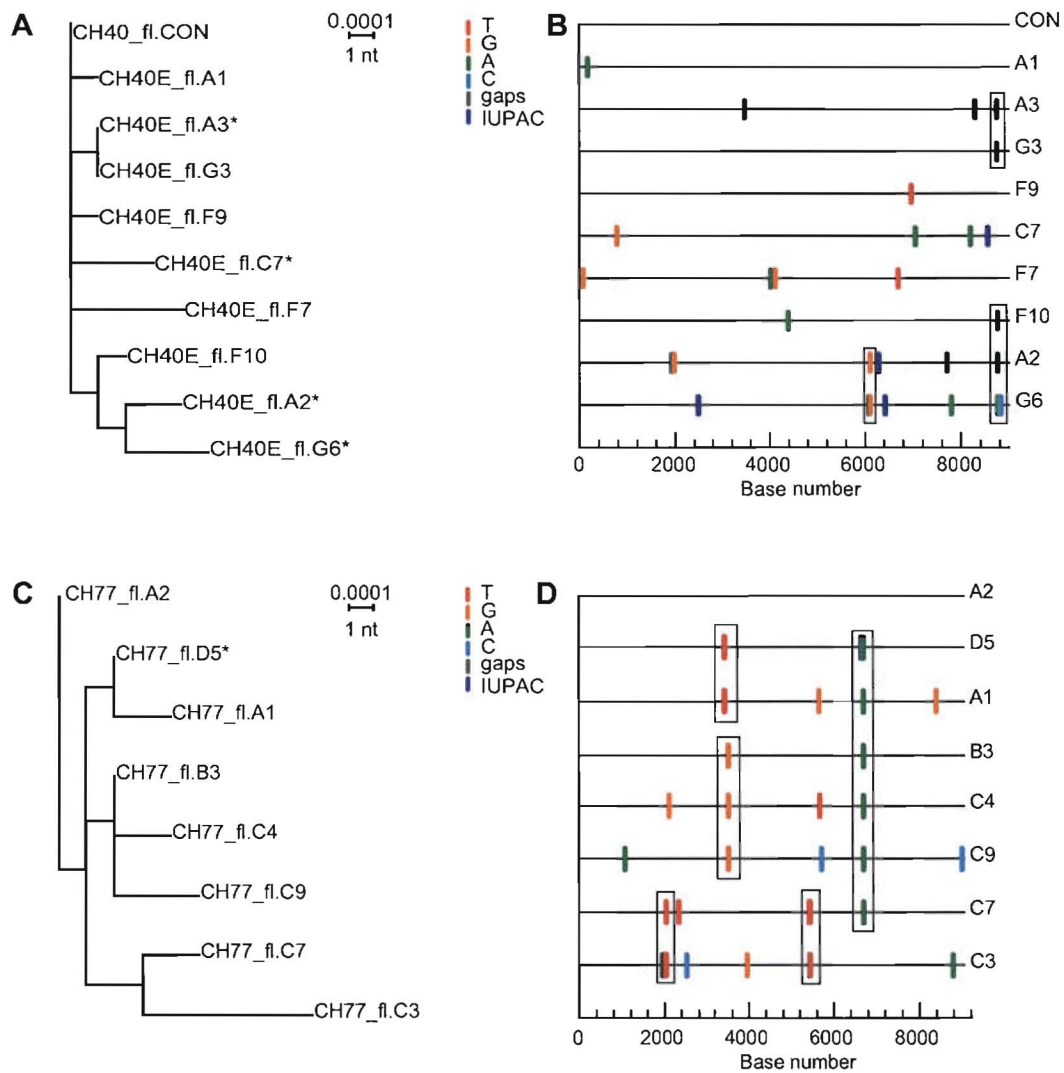 A
CH40_fl.CON
CH40E_fl.A1
CH40E_fl.A3*
CH40E_fl.G3
CH40E_fl.F9
CH40E_fl.C7*
CH40E_fl.F7
CH40E_fl.F10
CH40E_fl.A2*
CH40E_fl.G6*
0.0001
1 nt
T
G
A
C
gaps
IUPAC
B
CON
A1
A3
G3
F9
C7
F7
F10
A2
G6
0 2000 4000 6000 8000
Base number
C
CH77_fl.A2
CH77_fl.D5*
CH77_fl.A1
CH77_fl.B3
CH77_fl.C4
CH77_fl.C9
CH77_fl.C7
CH77_fl.C3
0.0001
1 nt
T
G
A
C
gaps
IUPAC
D
A2
D5
A1
B3
C4
C9
C7
C3
0 2000 4000 6000 8000
Base number